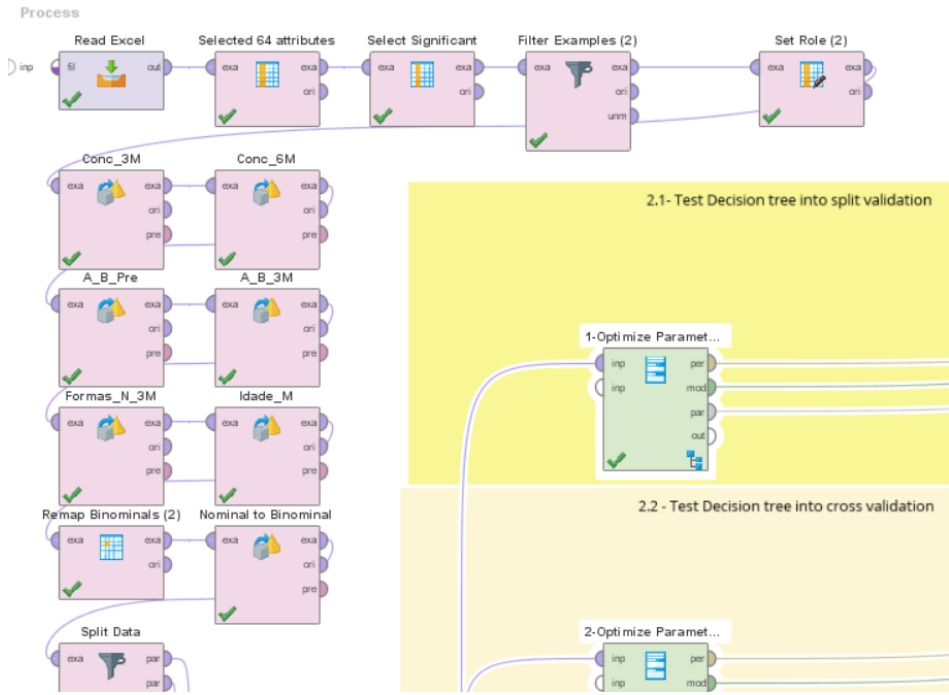 Process
Read Excel
Selected 64 attributes
Select Significant
Filter Examples (2)
Set Role (2)
inp
fil out
exa exa
ori
exa exa
ori
exa exa
ori
unm
exa exa
ori
Conc_3M
Conc_6M
exa exa
ori
pre
exa exa
ori
pre
2.1- Test Decision tree into split validation
A_B_Pre
A_B_3M
exa exa
ori
pre
exa exa
ori
pre
1-Optimize Paramet...
inp per
inp mod
par
out
Formas_N_3M
Idade_M
exa exa
ori
pre
exa exa
ori
pre
2.2 - Test Decision tree into cross validation
Remap Binominals (2)
Nominal to Binominal
exa exa
ori
exa exa
ori
pre
Split Data
exa par
par
2-Optimize Paramet...
inp per
inp mod